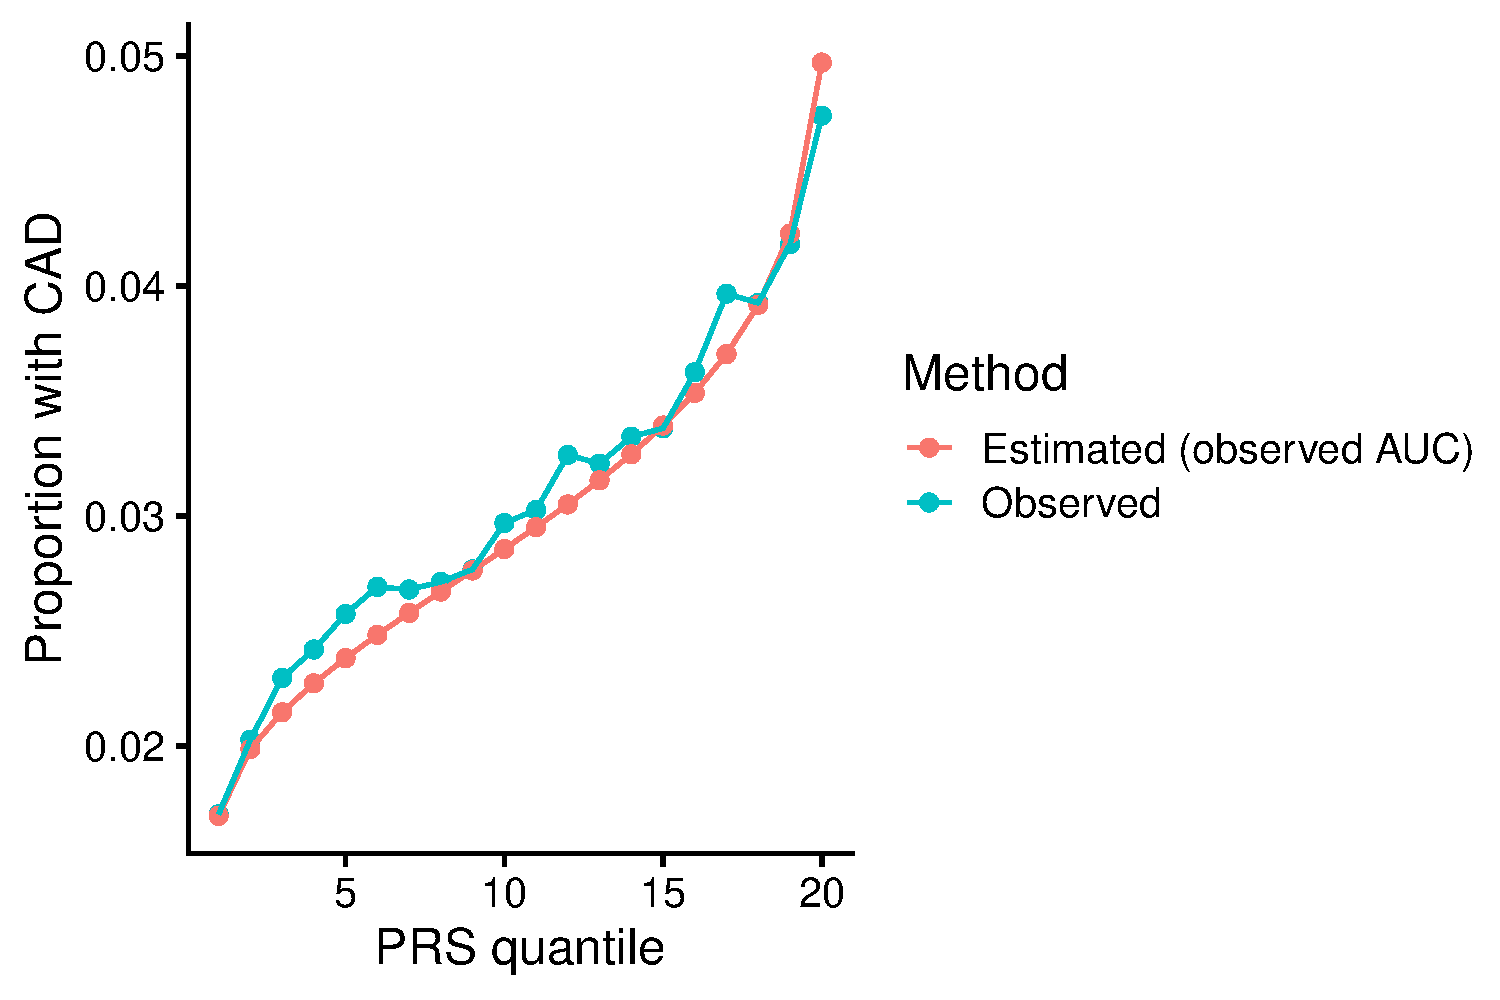 Proportion with CAD
0.05
0.04
0.03
0.02
5 10 15 20
PRS quantile
Method
Estimated (observed AUC)
Observed